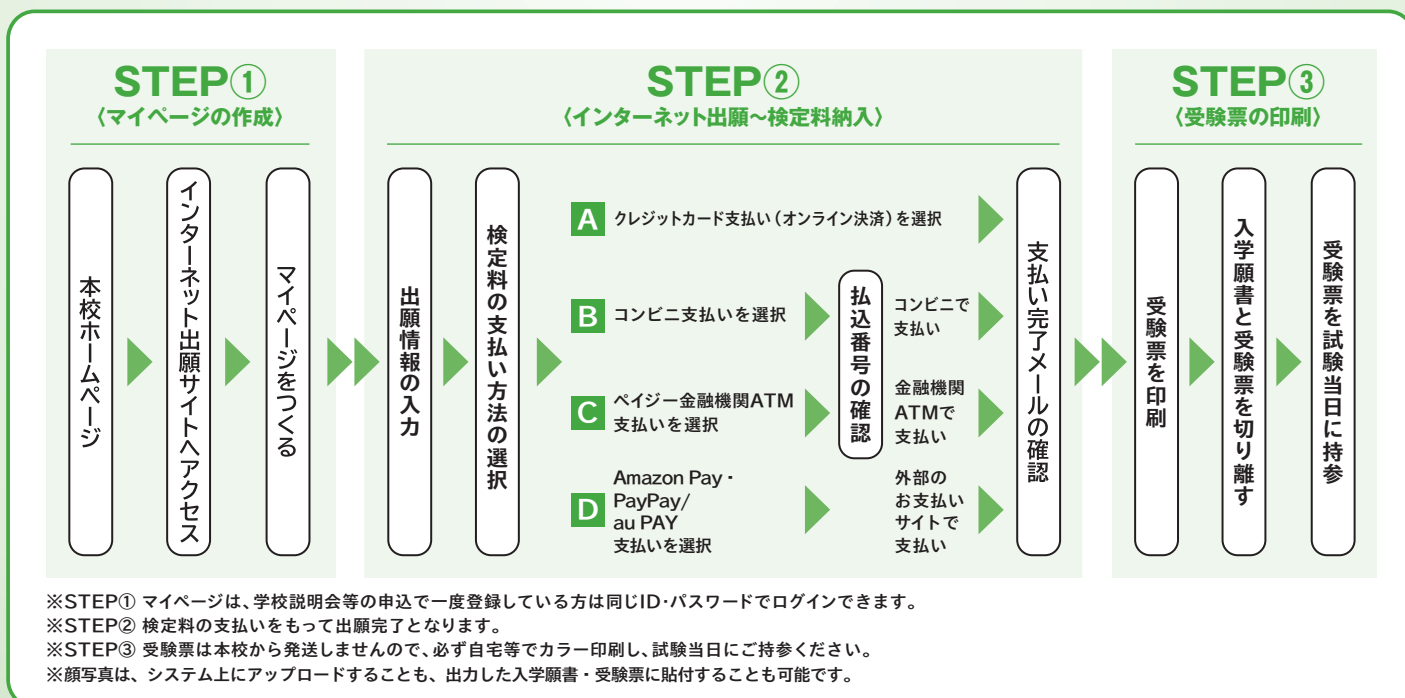 STEP①
〈マイページの作成〉
本校ホームページ
インターネット出願サイトへアクセス
マイページをつくる
STEP②
〈インターネット出願～検定料納入〉
出願情報の入力
検定料の支払い方法の選択
A クレジットカード支払い（オンライン決済）を選択
B コンビニ支払いを選択
C ペイジー金融機関ATM
支払いを選択
D Amazon Pay・
PayPay/
au PAY
支払いを選択
払込番号の確認
コンビニで
支払い
金融機関
ATMで
支払い
外部の
お支払い
サイトで
支払い
支払い完了メールの確認
STEP③
〈受験票の印刷〉
受験票を印刷
入学願書と受験票を切り離す
受験票を試験当日に持参
※STEP① マイページは、学校説明会等の申込で一度登録している方は同じID・パスワードでログインできます。
※STEP② 検定料の支払いをもって出願完了となります。
※STEP③ 受験票は本校から発送しませんので、必ず自宅等でカラー印刷し、試験当日にご持参ください。
※顔写真は、システム上にアップロードすることも、出力した入学願書・受験票に貼付することも可能です。